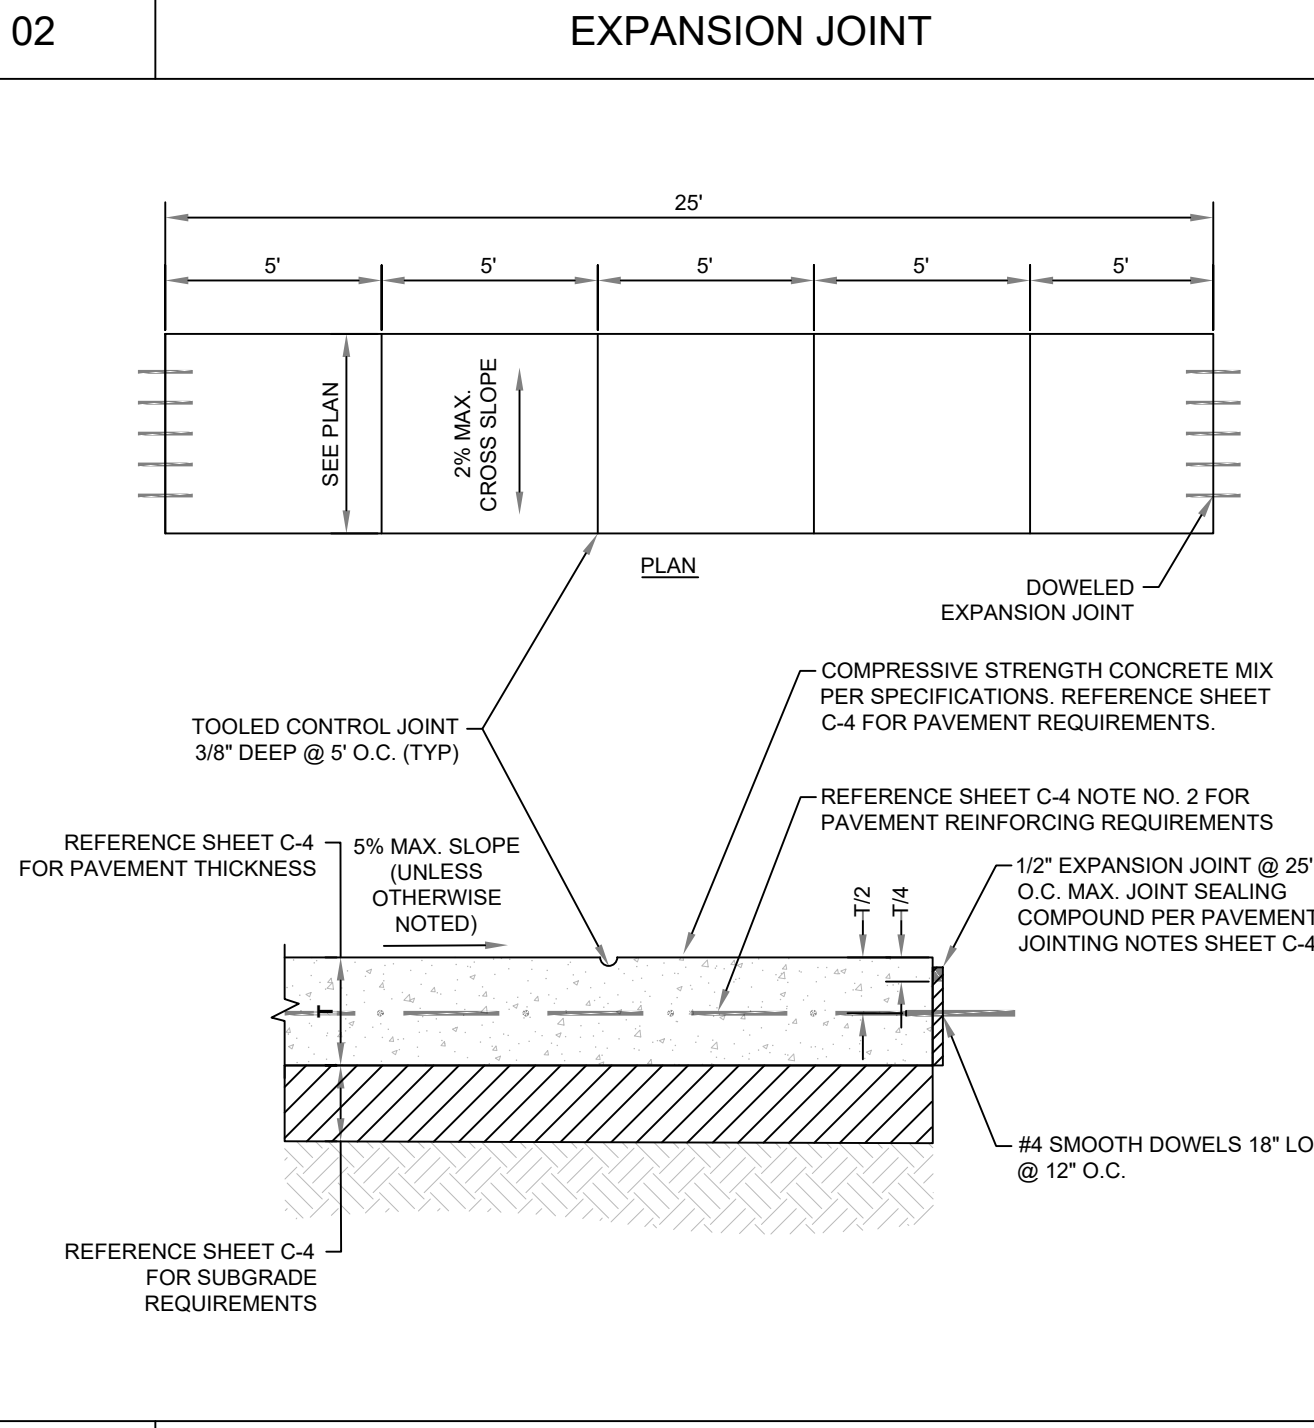 02
EXPANSION JOINT
25'
5'
5'
5'
5'
5'
SEE PLAN
2% MAX.
CROSS SLOPE
PLAN
DOWELED
EXPANSION JOINT
COMPRESSIVE STRENGTH CONCRETE MIX
PER SPECIFICATIONS. REFERENCE SHEET
C-4 FOR PAVEMENT REQUIREMENTS.
TOOLED CONTROL JOINT
3/8" DEEP @ 5' O.C. (TYP)
REFERENCE SHEET C-4 NOTE NO. 2 FOR
PAVEMENT REINFORCING REQUIREMENTS
REFERENCE SHEET C-4
FOR PAVEMENT THICKNESS
5% MAX. SLOPE
(UNLESS
OTHERWISE
NOTED)
T/2
T/4
1/2" EXPANSION JOINT @ 25'
O.C. MAX. JOINT SEALING
COMPOUND PER PAVEMENT
JOINTING NOTES SHEET C-4
T
#4 SMOOTH DOWELS 18"
@ 12" O.C.
REFERENCE SHEET C-4
FOR SUBGRADE
REQUIREMENTS